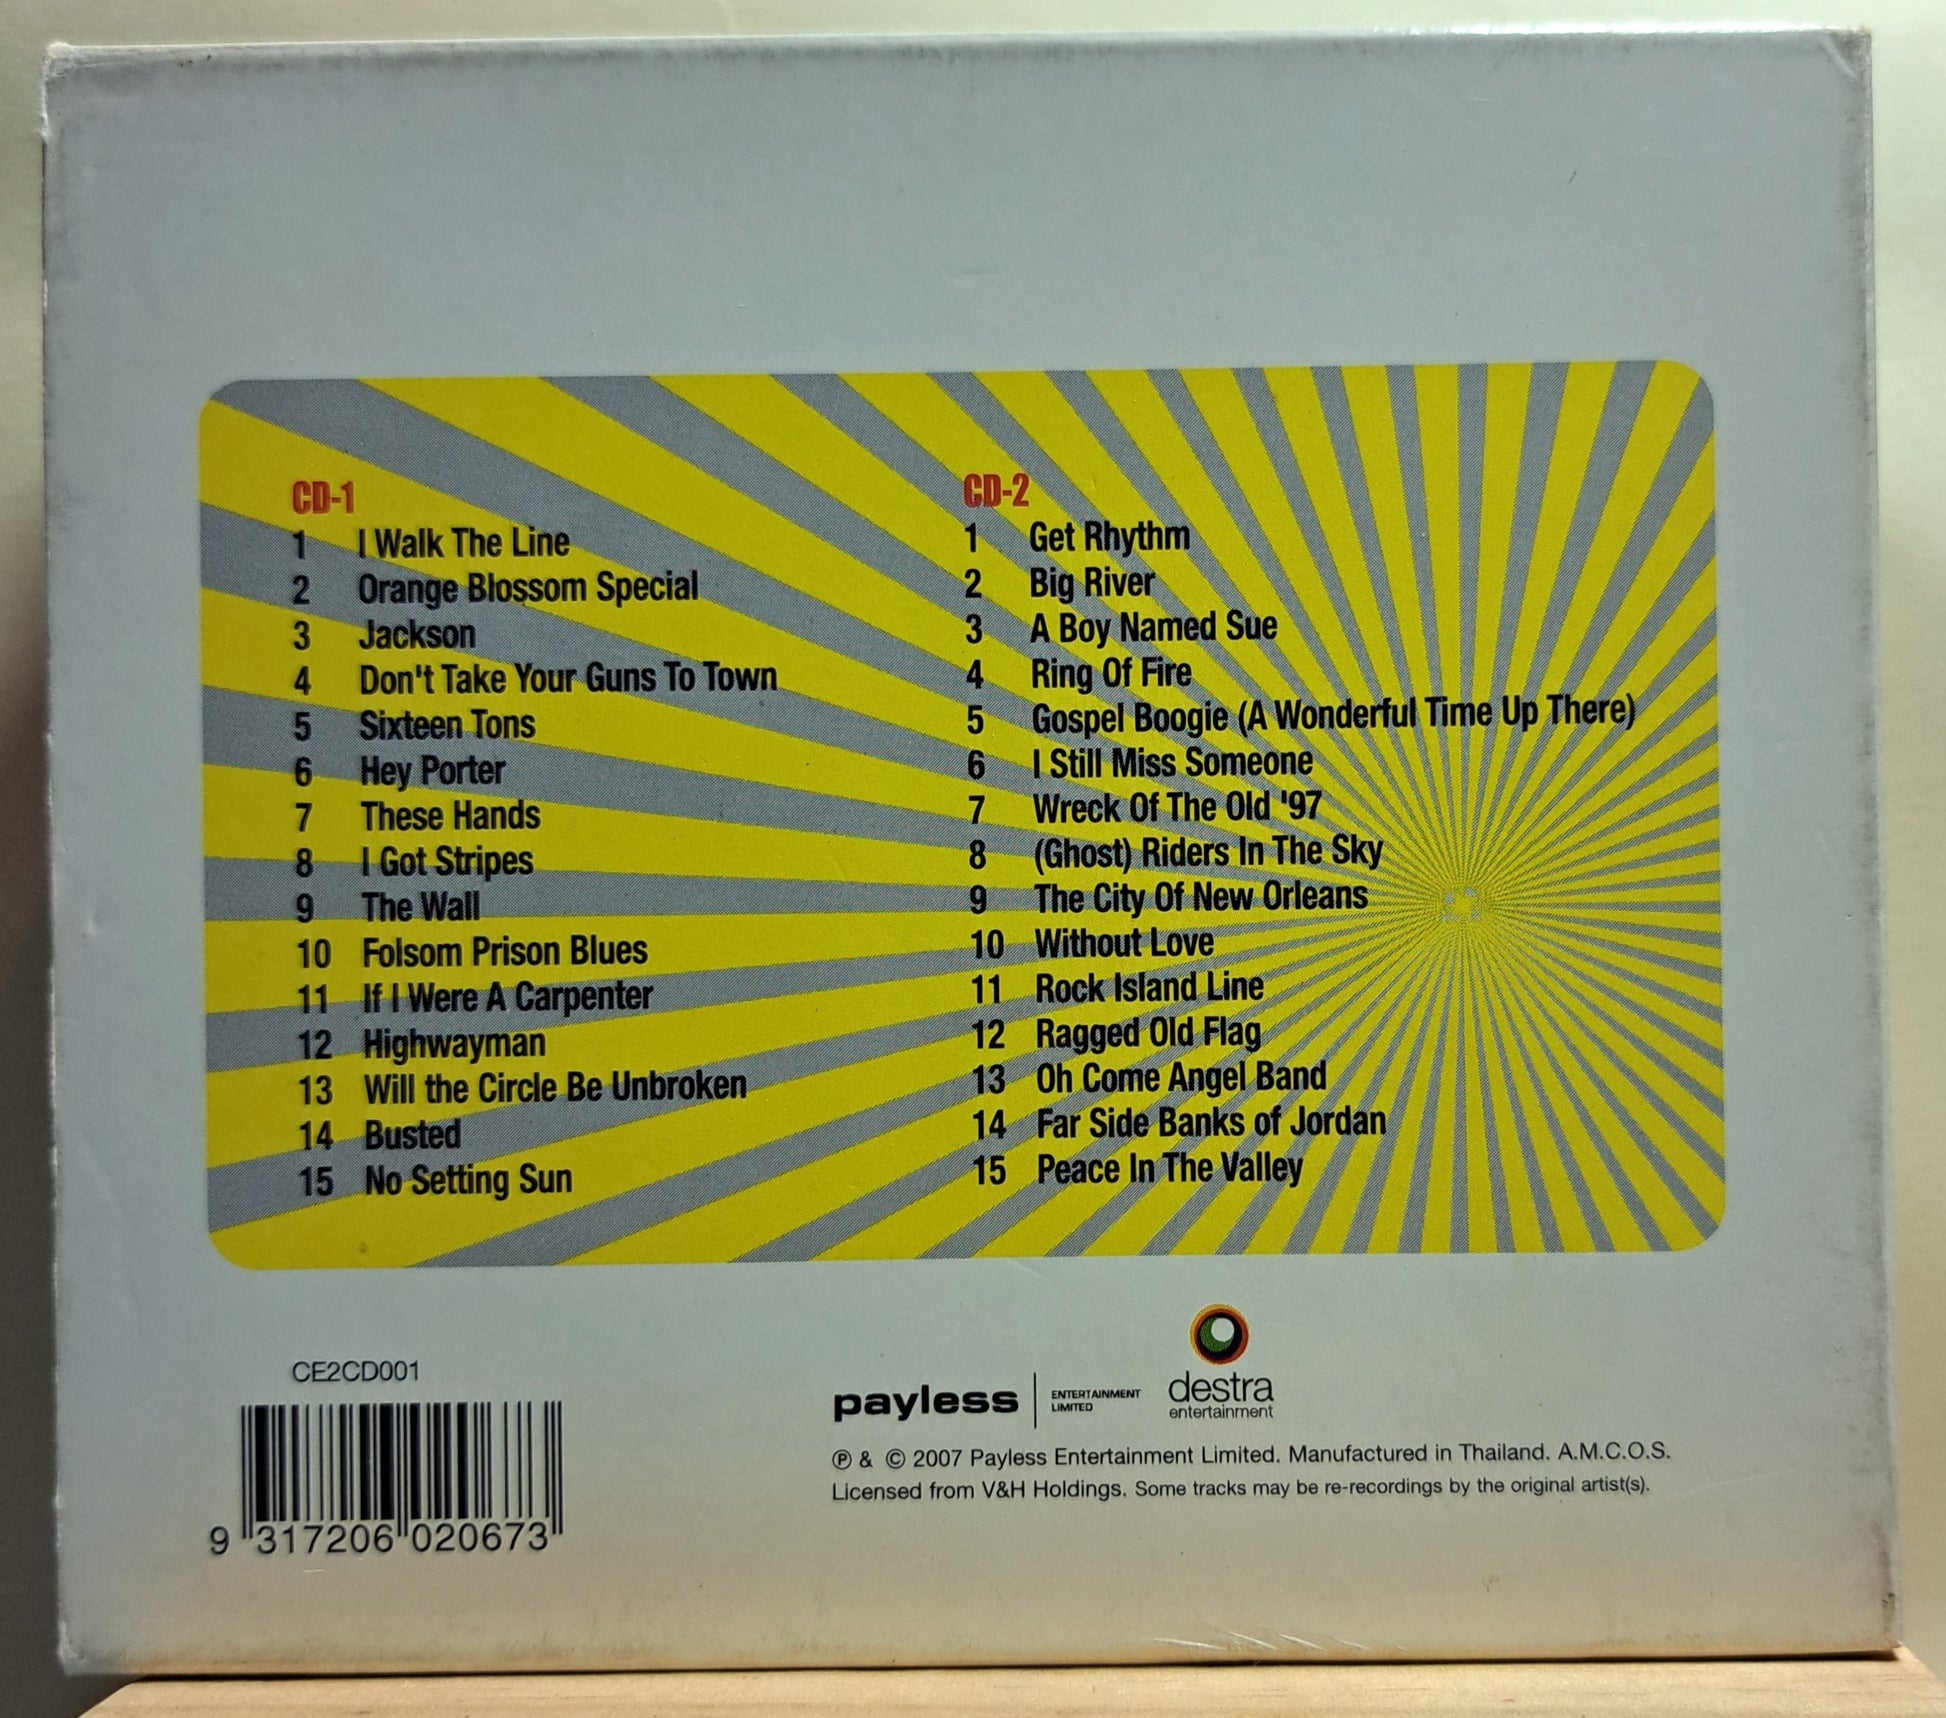 CD-1
1 I Walk The Line
2 Orange Blossom Special
3 Jackson
4 Don't Take Your Guns To Town
5 Sixteen Tons
6 Hey Porter
7 These Hands
8 I Got Stripes
9 The Wall
10 Folsom Prison Blues
11 If I Were A Carpenter
12 Highwayman
13 Will the Circle Be Unbroken
14 Busted
15 No Setting Sun
CD-2
1 Get Rhythm
2 Big River
3 A Boy Named Sue
4 Ring Of Fire
5 Gospel Boogie (A Wonderful Time Up There)
6 I Still Miss Someone
7 Wreck Of The Old '97
8 (Ghost) Riders In The Sky
9 The City Of New Orleans
10 Without Love
11 Rock Island Line
12 Ragged Old Flag
13 Oh Come Angel Band
14 Far Side Banks of Jordan
15 Peace In The Valley
CE2CD001
9 317206 020673
payless
ENTERTAINMENT
LIMITED
destra
entertainment
℗ & © 2007 Payless Entertainment Limited. Manufactured in Thailand. A.M.C.O.S.
Licensed from V&H Holdings. Some tracks may be re-recordings by the original artist(s).